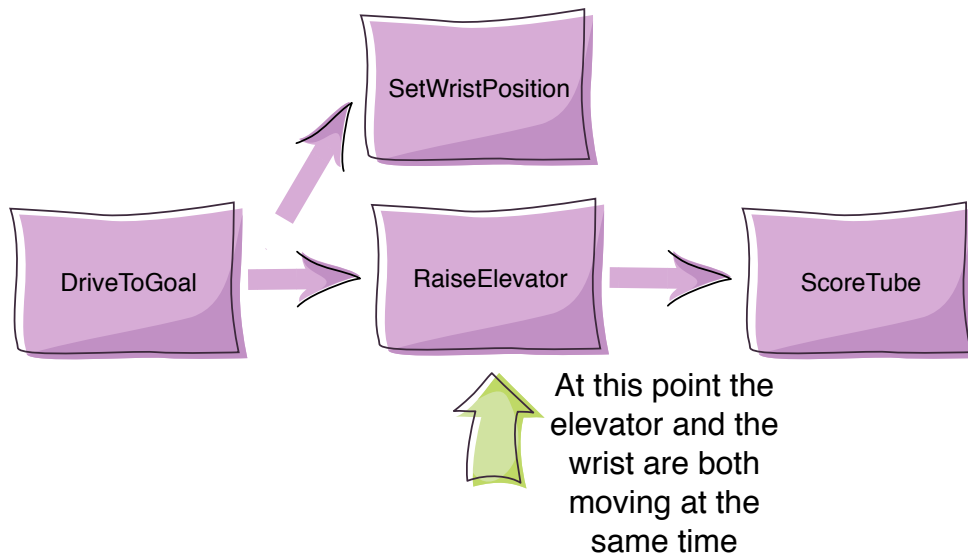 SetWristPosition
DriveToGoal
RaiseElevator
ScoreTube
At this point the
elevator and the
wrist are both
moving at the
same time